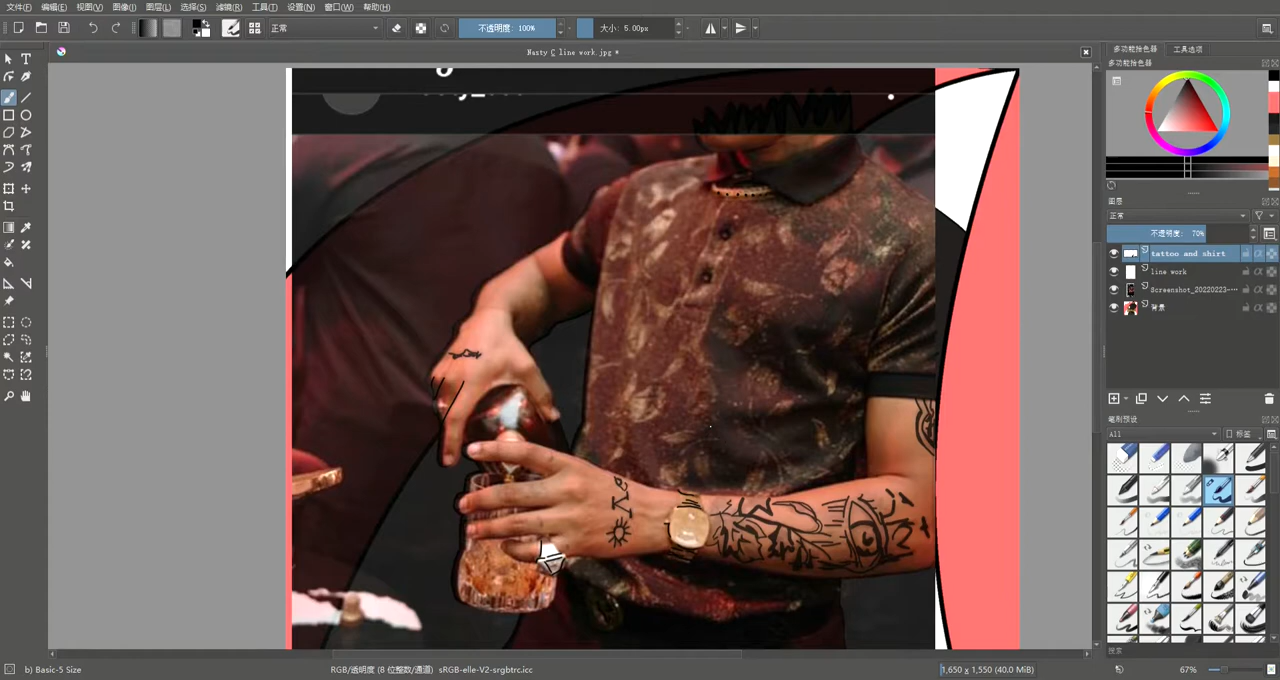 文件(F) 编辑(E) 视图(V) 图像(I) 图层(L) 选择(S) 滤镜(R) 工具(T) 设置(N) 窗口(W) 帮助(H)
正常 不透明度: 100% 大小: 5.00px
Nasty C line work.jpg *
多功能拾色器 工具选项
多功能拾色器
图层
正常
不透明度: 70%
tattoo and shirt
line work
Screenshot_20220223-...
背景
笔刷预设
All 标签
搜索
b) Basic-5 Size RGB/透明度 (8 位整数/通道) sRGB-elle-V2-srgbtrc.icc 1,650 x 1,550 (40.0 MiB) 67%